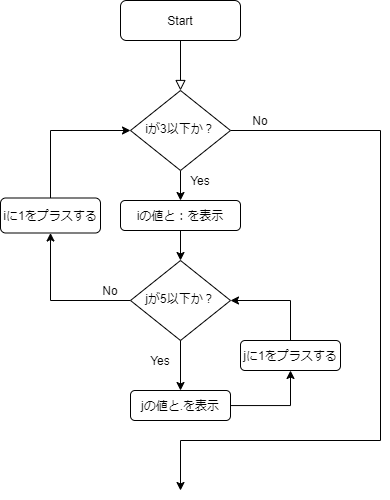 Start
iが3以下か？
No
Yes
iに1をプラスする
iの値と：を表示
jが5以下か？
No
Yes
jに1をプラスする
jの値と.を表示